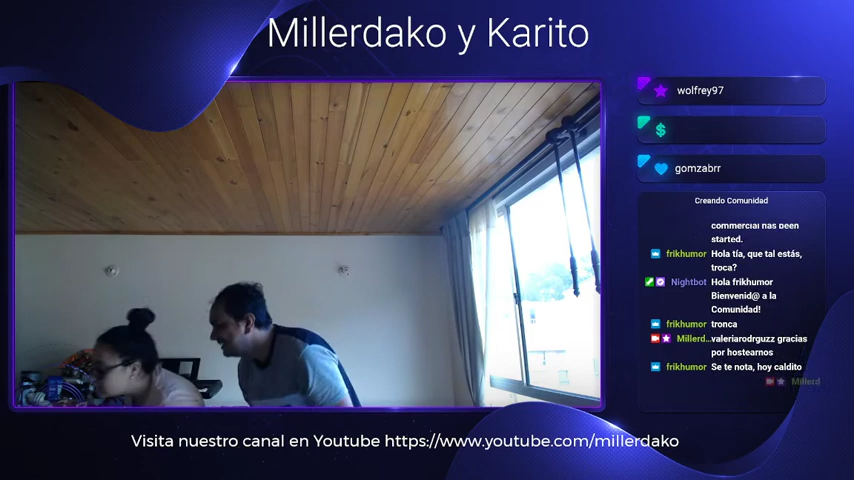 Millerdako y Karito
wolfrey97
$
gomzabrr
Creando Comunidad
commercial has been
started.
frikhumor Hola tía, que tal estás,
troca?
Nightbot Hola frikhumor
Bienvenid@ a la
Comunidad!
frikhumor tronca
Millerd... valeriarodrguzz gracias
por hostearnos
frikhumor Se te nota, hoy caldito
Millerd
Visita nuestro canal en Youtube https://www.youtube.com/millerdako